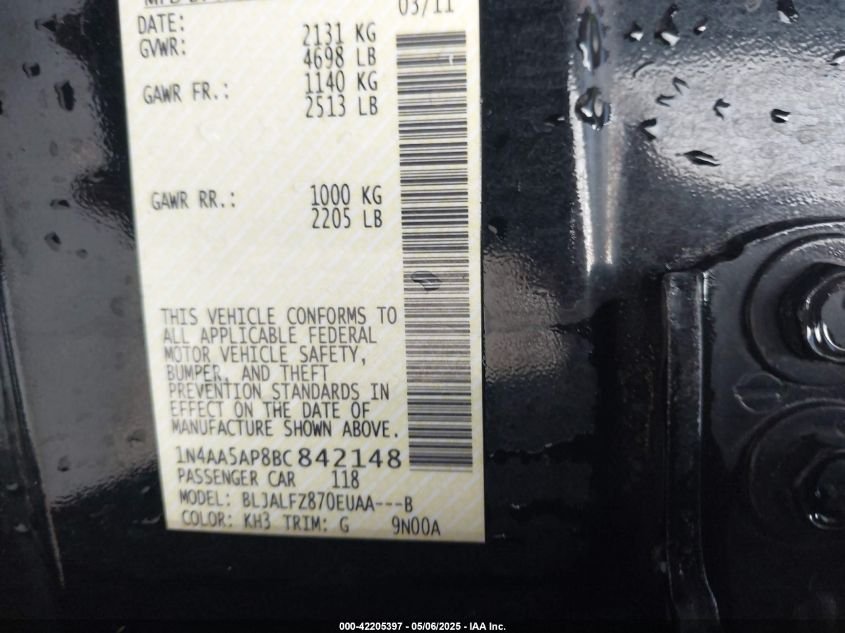 03/11
DATE:
GVWR: 2131 KG
4698 LB
GAWR FR.: 1140 KG
2513 LB
GAWR RR.: 1000 KG
2205 LB
THIS VEHICLE CONFORMS TO
ALL APPLICABLE FEDERAL
MOTOR VEHICLE SAFETY,
BUMPER, AND THEFT
PREVENTION STANDARDS IN
EFFECT ON THE DATE OF
MANUFACTURE SHOWN ABOVE.
1N4AA5AP8BC842148
PASSENGER CAR 118
MODEL: BLJALFZ870EUAA---B
COLOR: KH3 TRIM: G 9N00A
000-42205397 - 05/06/2025 - IAA Inc.